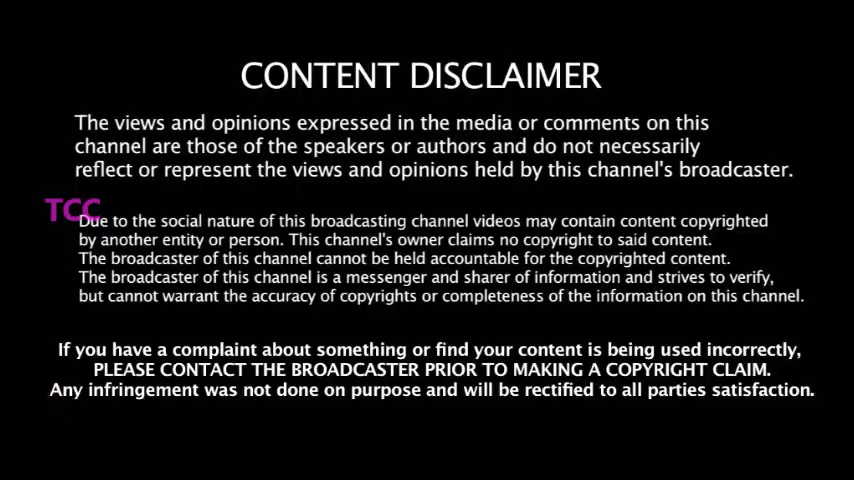 CONTENT DISCLAIMER
The views and opinions expressed in the media or comments on this
channel are those of the speakers or authors and do not necessarily
reflect or represent the views and opinions held by this channel's broadcaster.
TCC
Due to the social nature of this broadcasting channel videos may contain content copyrighted
by another entity or person. This channel's owner claims no copyright to said content.
The broadcaster of this channel cannot be held accountable for the copyrighted content.
The broadcaster of this channel is a messenger and sharer of information and strives to verify,
but cannot warrant the accuracy of copyrights or completeness of the information on this channel.
If you have a complaint about something or find your content is being used incorrectly,
PLEASE CONTACT THE BROADCASTER PRIOR TO MAKING A COPYRIGHT CLAIM.
Any infringement was not done on purpose and will be rectified to all parties satisfaction.